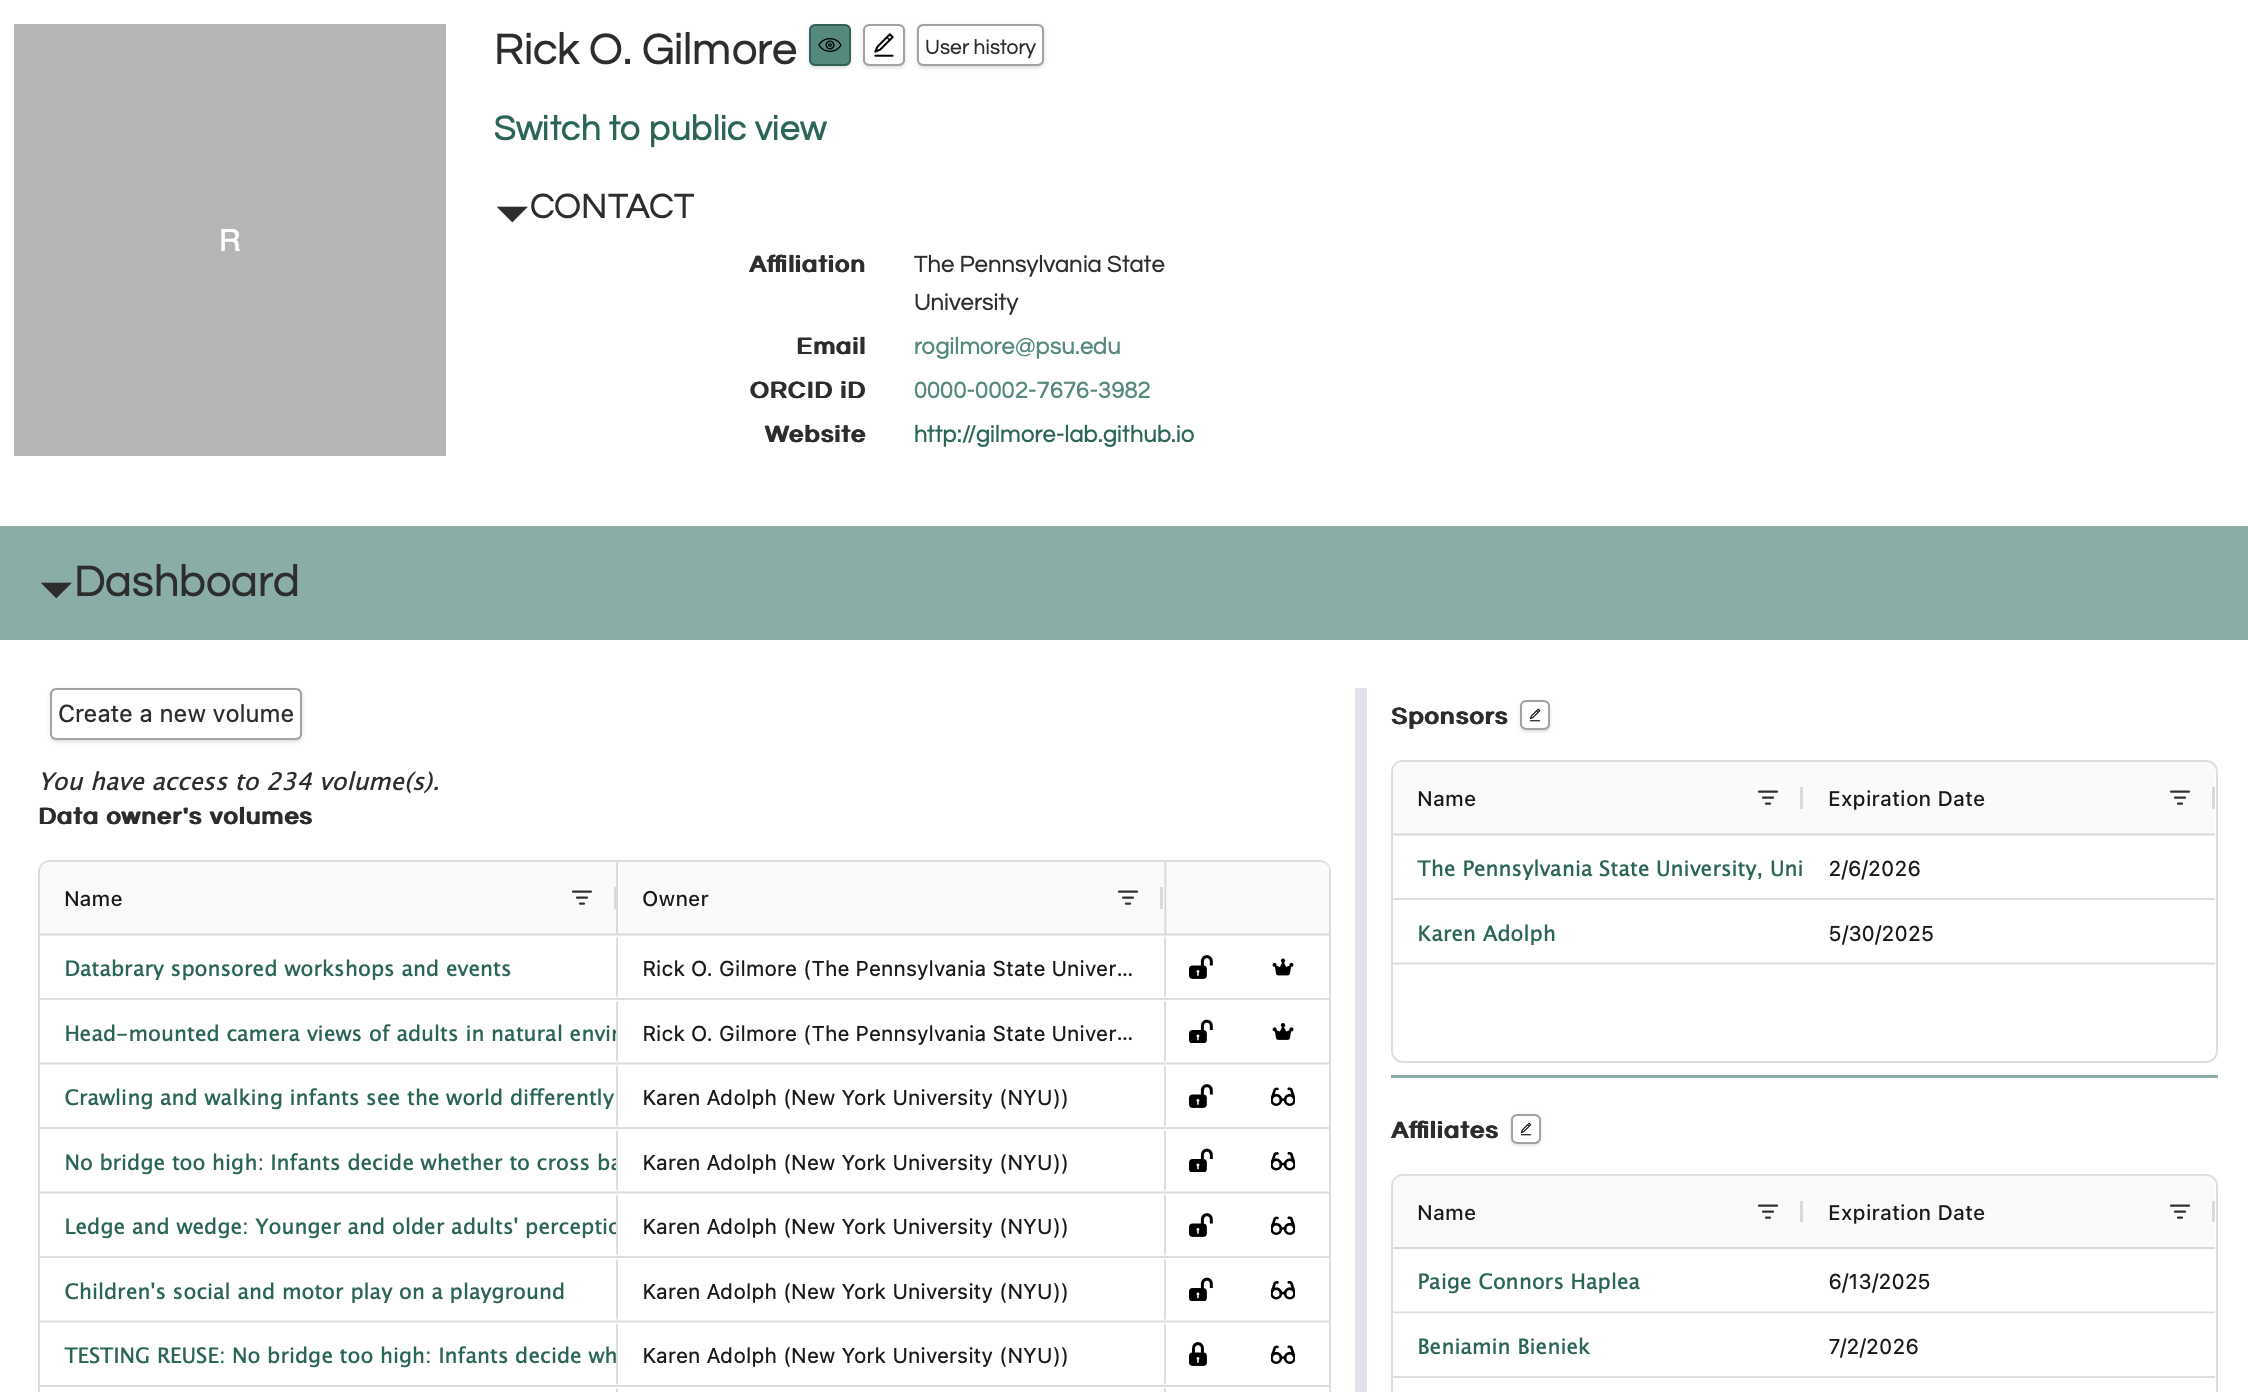 R
Rick O. Gilmore
User history
Switch to public view
CONTACT
Affiliation The Pennsylvania State
University
Email rogilmore@psu.edu
ORCID iD 0000-0002-7676-3982
Website http://gilmore-lab.github.io
Dashboard
Create a new volume
You have access to 234 volume(s).
Data owner's volumes
Name Owner
Databrary sponsored workshops and events Rick O. Gilmore (The Pennsylvania State Univer...
Head-mounted camera views of adults in natural envir Rick O. Gilmore (The Pennsylvania State Univer...
Crawling and walking infants see the world differently Karen Adolph (New York University (NYU))
No bridge too high: Infants decide whether to cross ba Karen Adolph (New York University (NYU))
Ledge and wedge: Younger and older adults' perceptio Karen Adolph (New York University (NYU))
Children's social and motor play on a playground Karen Adolph (New York University (NYU))
TESTING REUSE: No bridge too high: Infants decide wh Karen Adolph (New York University (NYU))
Sponsors
Name Expiration Date
The Pennsylvania State University, Uni 2/6/2026
Karen Adolph 5/30/2025
Affiliates
Name Expiration Date
Paige Connors Haplea 6/13/2025
Beniamin Bieniek 7/2/2026